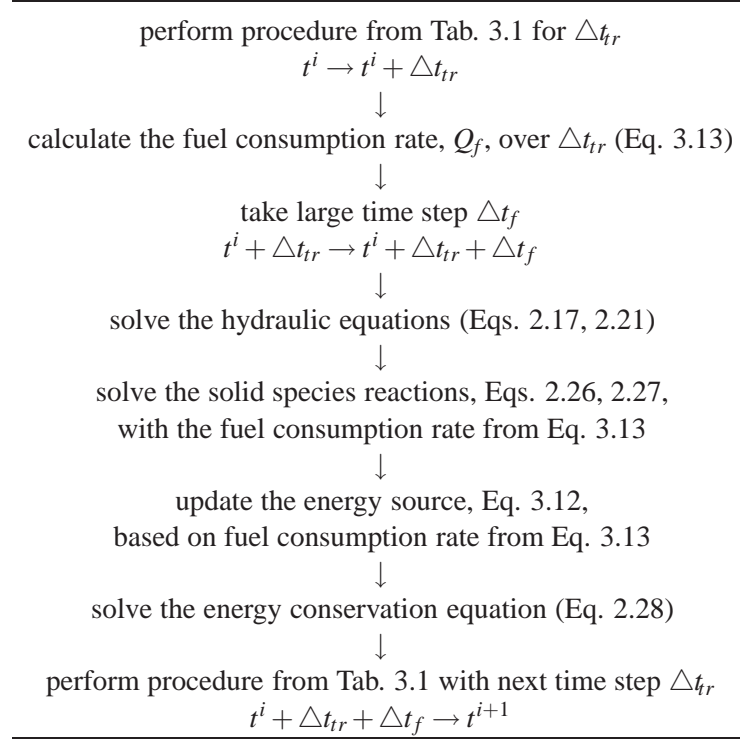 perform procedure from Tab. 3.1 for △t_tr
t^i → t^i + △t_tr
↓
calculate the fuel consumption rate, Q_f, over △t_tr (Eq. 3.13)
↓
take large time step △t_f
t^i + △t_tr → t^i + △t_tr + △t_f
↓
solve the hydraulic equations (Eqs. 2.17, 2.21)
↓
solve the solid species reactions, Eqs. 2.26, 2.27,
with the fuel consumption rate from Eq. 3.13
↓
update the energy source, Eq. 3.12,
based on fuel consumption rate from Eq. 3.13
↓
solve the energy conservation equation (Eq. 2.28)
↓
perform procedure from Tab. 3.1 with next time step △t_tr
t^i + △t_tr + △t_f → t^{i+1}